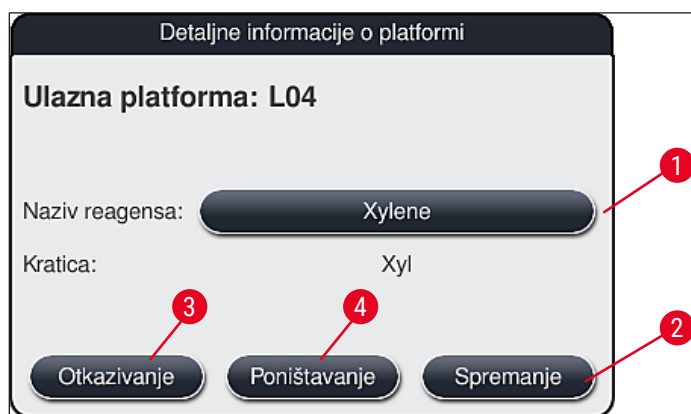 Detaljne informacije o platformi
Ulazna platforma: L04
1
Naziv reagensa: Xylene
Kratica: Xyl
3
4
2
Otkazivanje Poništavanje Spremanje